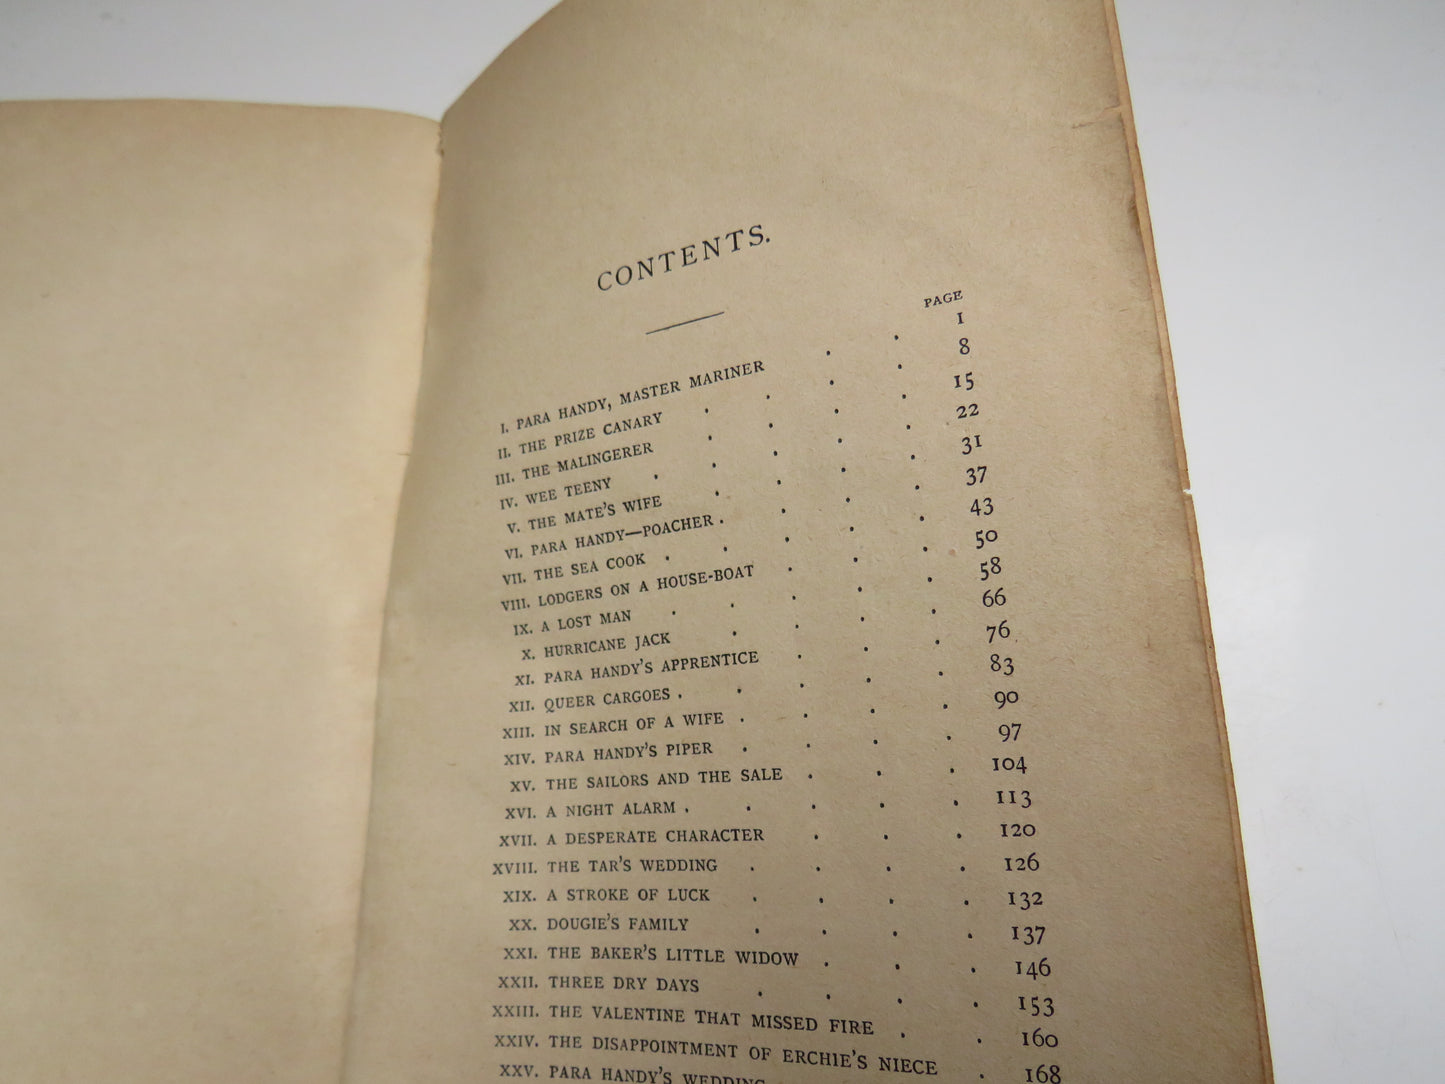 CONTENTS.
PAGE
I. PARA HANDY, MASTER MARINER . . 1
II. THE PRIZE CANARY . . . . 8
III. THE MALINGERER . . . . 15
IV. WEE TEENY . . . . 22
V. THE MATE'S WIFE . . . . 31
VI. PARA HANDY—POACHER . . . . 37
VII. THE SEA COOK . . . . . 43
VIII. LODGERS ON A HOUSE-BOAT . . . 50
IX. A LOST MAN . . . . . 58
X. HURRICANE JACK . . . . 66
XI. PARA HANDY'S APPRENTICE . . . 76
XII. QUEER CARGOES . . . . . 83
XIII. IN SEARCH OF A WIFE . . . . 90
XIV. PARA HANDY'S PIPER . . . . 97
XV. THE SAILORS AND THE SALE . . . 104
XVI. A NIGHT ALARM . . . . . 113
XVII. A DESPERATE CHARACTER . . . 120
XVIII. THE TAR'S WEDDING . . . . 126
XIX. A STROKE OF LUCK . . . . 132
XX. DOUGIE'S FAMILY . . . . 137
XXI. THE BAKER'S LITTLE WIDOW . . . 146
XXII. THREE DRY DAYS . . . . 153
XXIII. THE VALENTINE THAT MISSED FIRE . . 160
XXIV. THE DISAPPOINTMENT OF ERCHIE'S NIECE . 168
XXV. PARA HANDY'S WEDDING